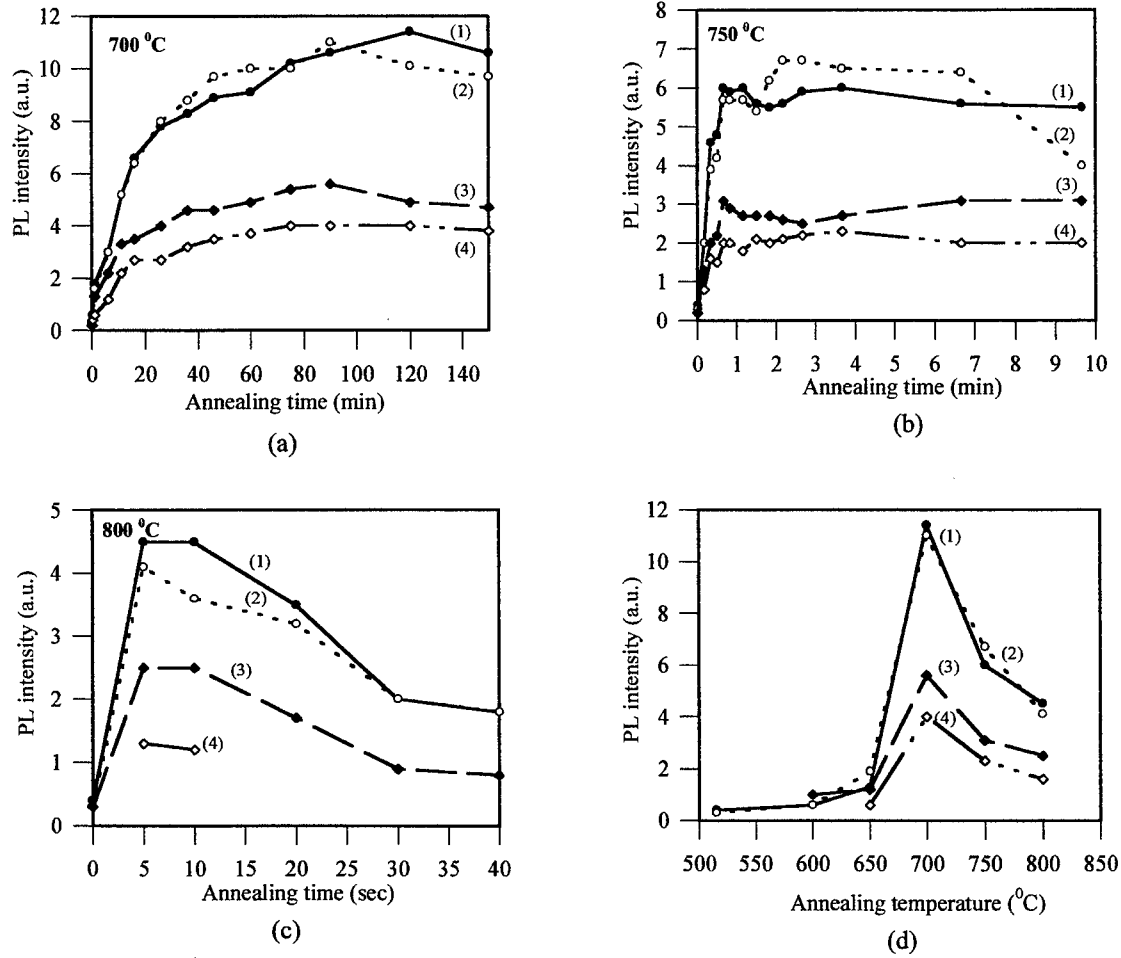 700 ⁰C
PL intensity (a.u.)
12
10
8
6
4
2
0
(1)
(2)
(3)
(4)
0 20 40 60 80 100 120 140
Annealing time (min)
(a)
750 ⁰C
PL intensity (a.u.)
8
7
6
5
4
3
2
1
0
(1)
(2)
(3)
(4)
0 1 2 3 4 5 6 7 8 9 10
Annealing time (min)
(b)
800 ⁰C
PL intensity (a.u.)
5
4
3
2
1
0
(1)
(2)
(3)
(4)
0 5 10 15 20 25 30 35 40
Annealing time (sec)
(c)
PL intensity (a.u.)
12
10
8
6
4
2
0
(1)
(2)
(3)
(4)
500 550 600 650 700 750 800 850
Annealing temperature (⁰C)
(d)